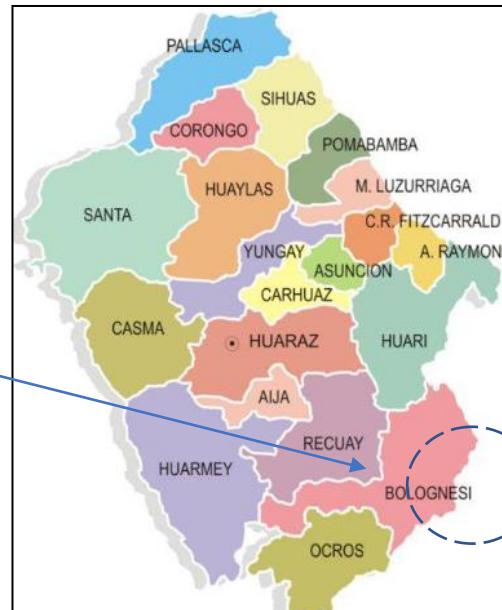 PALLASCA
SIHUAS
CORONGO
POMABAMBA
HUAYLAS
M. LUZURRIAGA
SANTA
C.R. FITZCARRALD
YUNGAY
A. RAYMON
ASUNCION
CARHUAZ
CASMA
HUARAZ
HUARI
AIJA
RECUAY
HUARMEY
BOLOGNESI
OCROS